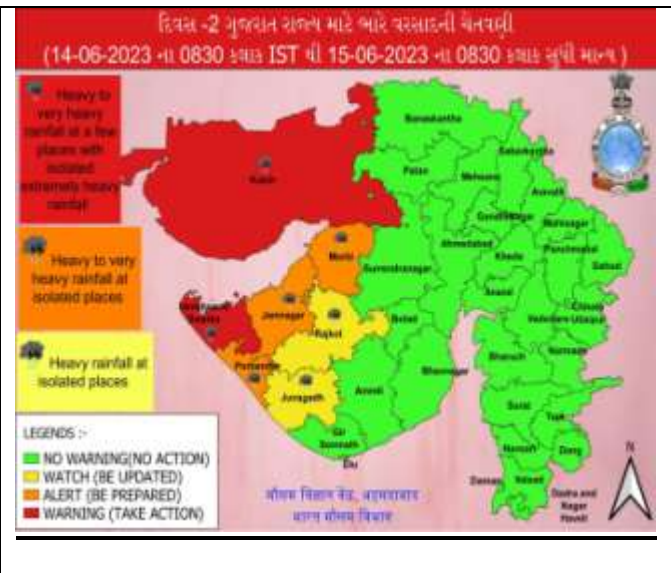 દિવસ -2 ગુજરાત રાજ્ય માટે ભારે વરસાદની ચેતવણી
(14-06-2023 ના 0830 કલાક IST થી 15-06-2023 ના 0830 કલાક સુધી માન્ય )
Heavy to
very heavy
rainfall at a few
places with
isolated
extremely heavy
rainfall
Heavy to very
heavy rainfall at
isolated places
Heavy rainfall at
isolated places
LEGENDS :-
NO WARNING(NO ACTION)
WATCH (BE UPDATED)
ALERT (BE PREPARED)
WARNING (TAKE ACTION)
Kutch
Banaskantha
Sabarkantha
Patan
Mehsana
Aravalli
Gandhinagar
Mahisagar
Morbi
Surendranagar
Ahmedabad
Kheda
Panchmahal
Dahod
Jamnagar
Rajkot
Botad
Anand
Vadodara
Chhota
Udaipur
Porbandar
Junagadh
Amreli
Bhavnagar
Bharuch
Narmada
Gir
Somnath
Diu
Surat
Tapi
Navsari
Dang
Valsad
Daman
Dadra and
Nagar
Haveli
N
मौसम विज्ञान केंद्र, अहमदाबाद
भारत मौसम विभाग